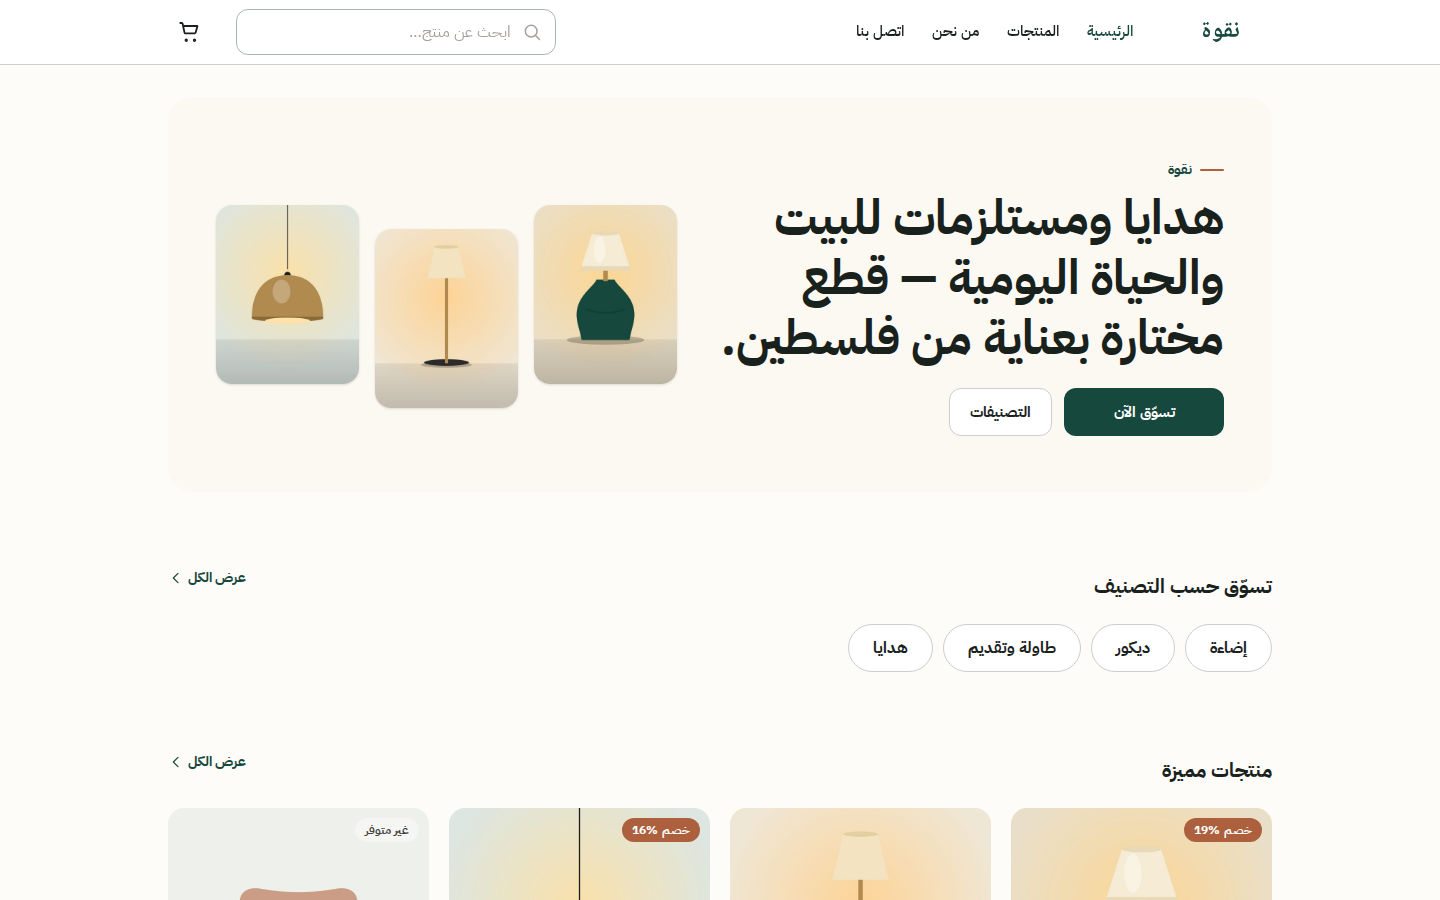 نقوة
الرئيسية
المنتجات
من نحن
اتصل بنا
ابحث عن منتج...
نقوة
هدايا ومستلزمات للبيت
والحياة اليومية — قطع
مختارة بعناية من فلسطين.
تسوّق الآن
التصنيفات
تسوّق حسب التصنيف
عرض الكل
إضاءة
ديكور
طاولة وتقديم
هدايا
منتجات مميزة
عرض الكل
خصم 19%
خصم 16%
غير متوفر